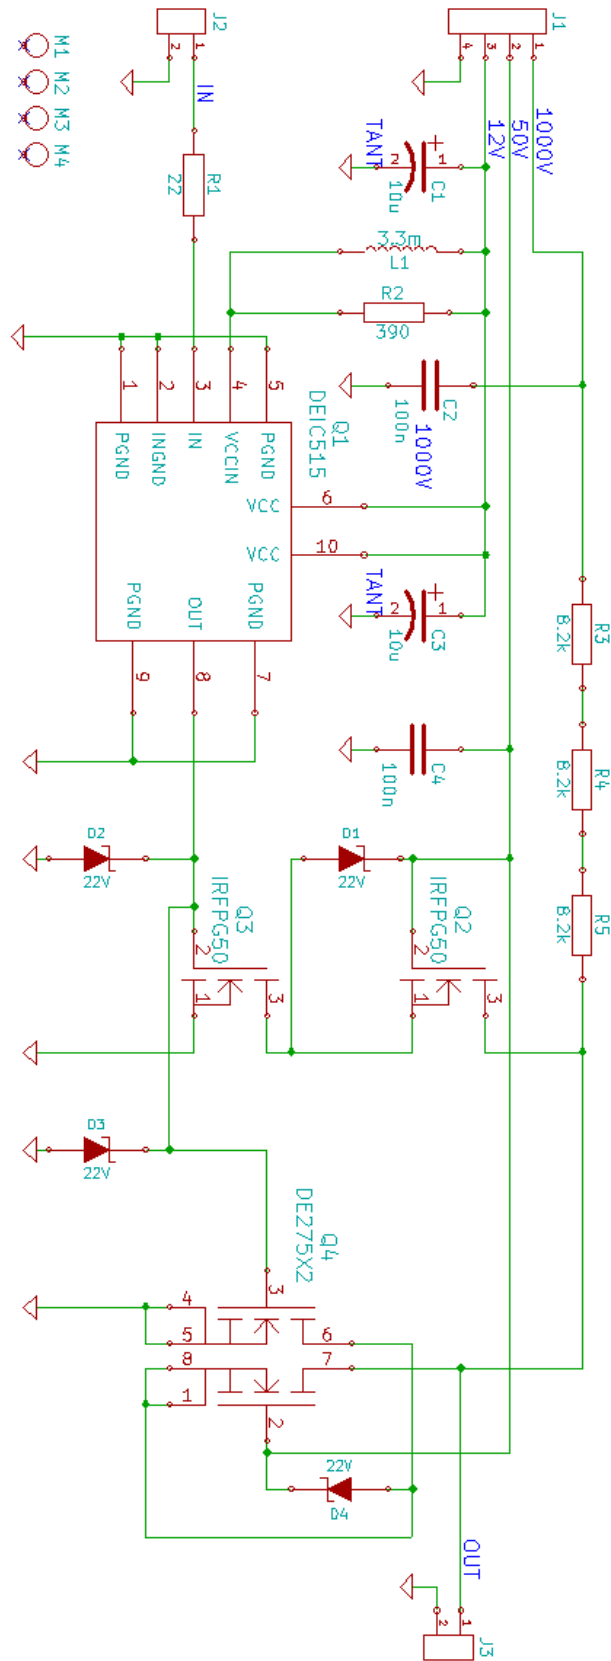 J2
2
1
J1
4
3
2
1
M1
M2
M3
M4
IN
1000V
50V
12V
TANT
2
1
C1
10u
R1
22
3.3m
L1
R2
390
1
2
3
4
5
C2
100n
1000V
Q1
DEIC515
PGND
INGND
IN
VCCIN
PGND
VCC
6
VCC
10
PGND
OUT
PGND
9
8
7
TANT
2
1
C3
10u
R3
8.2k
C4
100n
R4
8.2k
D2
22V
D1
22V
R5
8.2k
Q3
IRFPG50
2
1
3
Q2
IRFPG50
2
1
3
D3
22V
Q4
DE275X2
3
4
5
6
8
7
1
2
22V
D4
OUT
2
1
J3